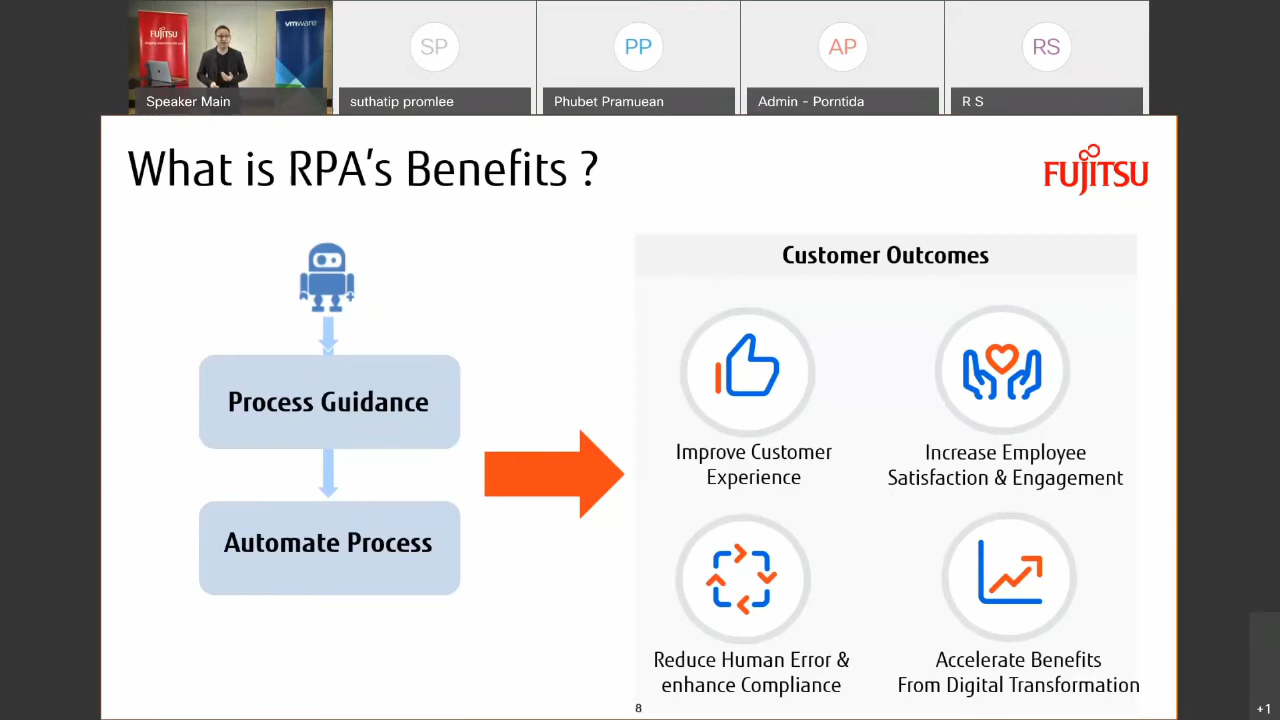 FUJITSU
vmware
SP
PP
AP
RS
Speaker Main
suthatip promlee
Phubet Pramuean
Admin - Porntida
R S
What is RPA's Benefits ?
FUJITSU
Customer Outcomes
Process Guidance
Automate Process
Improve Customer
Experience
Increase Employee
Satisfaction & Engagement
Reduce Human Error &
enhance Compliance
Accelerate Benefits
From Digital Transformation
8
+1